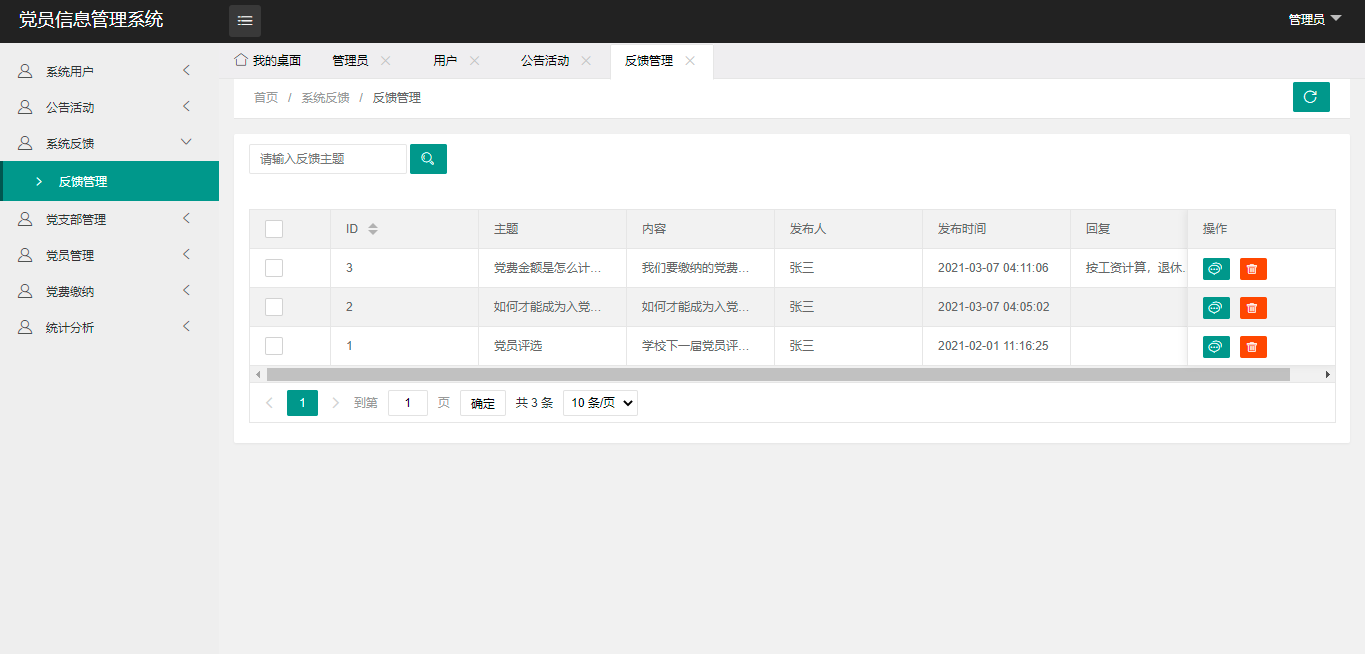 党员信息管理系统
管理员
系统用户
公告活动
系统反馈
反馈管理
党支部管理
党员管理
党费缴纳
统计分析
我的桌面 管理员 用户 公告活动 反馈管理
首页 / 系统反馈 / 反馈管理
请输入反馈主题
ID 主题 内容 发布人 发布时间 回复 操作
3 党费金额是怎么计... 我们要缴纳的党费... 张三 2021-03-07 04:11:06 按工资计算，退休.
2 如何才能成为入党... 如何才能成为入党... 张三 2021-03-07 04:05:02
1 党员评选 学校下一届党员评... 张三 2021-02-01 11:16:25
1 到第 1 页 确定 共 3 条 10 条/页